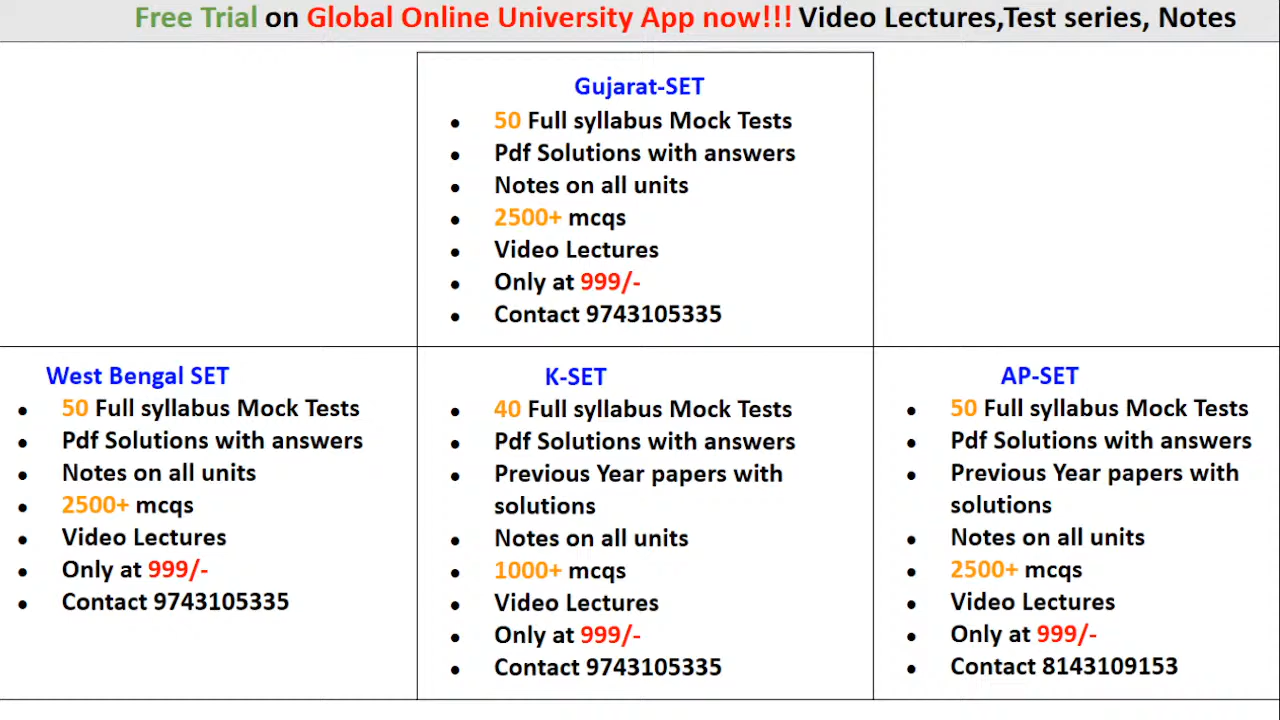 Free Trial on Global Online University App now!!! Video Lectures,Test series, Notes
Gujarat-SET
• 50 Full syllabus Mock Tests
• Pdf Solutions with answers
• Notes on all units
• 2500+ mcqs
• Video Lectures
• Only at 999/-
• Contact 9743105335
West Bengal SET
• 50 Full syllabus Mock Tests
• Pdf Solutions with answers
• Notes on all units
• 2500+ mcqs
• Video Lectures
• Only at 999/-
• Contact 9743105335
K-SET
• 40 Full syllabus Mock Tests
• Pdf Solutions with answers
• Previous Year papers with
solutions
• Notes on all units
• 1000+ mcqs
• Video Lectures
• Only at 999/-
• Contact 9743105335
AP-SET
• 50 Full syllabus Mock Tests
• Pdf Solutions with answers
• Previous Year papers with
solutions
• Notes on all units
• 2500+ mcqs
• Video Lectures
• Only at 999/-
• Contact 8143109153